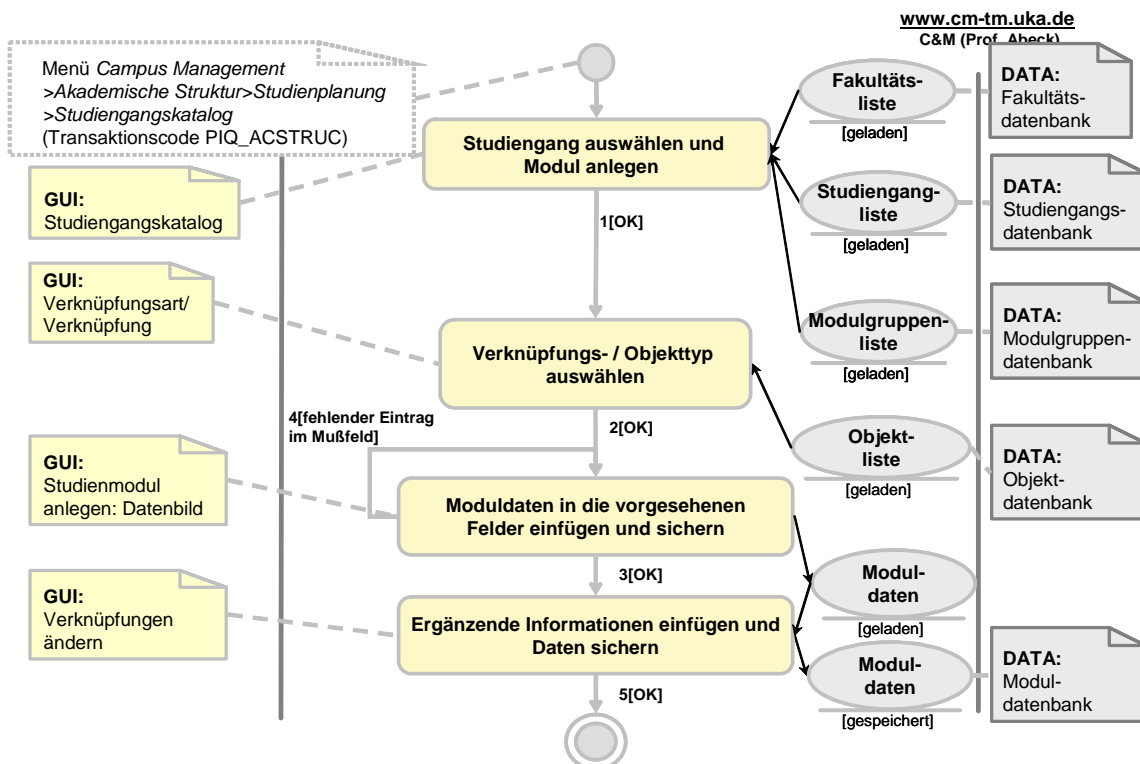 www.cm-tm.uka.de
C&M (Prof. Abeck)
Menü Campus Management
>Akademische Struktur>Studienplanung
>Studiengangskatalog
(Transaktionscode PIQ_ACSTRUC)
Fakultäts-
liste
[geladen]
DATA:
Fakultäts-
datenbank
Studiengang auswählen und
Modul anlegen
GUI:
Studiengangskatalog
Studiengang-
liste
[geladen]
DATA:
Studiengangs-
datenbank
1[OK]
GUI:
Verknüpfungsart/
Verknüpfung
Modulgruppen-
liste
[geladen]
DATA:
Modulgruppen-
datenbank
Verknüpfungs- / Objekttyp
auswählen
4[fehlender Eintrag
im Mußfeld]
2[OK]
Objekt-
liste
[geladen]
DATA:
Objekt-
datenbank
GUI:
Studienmodul
anlegen: Datenbild
Moduldaten in die vorgesehenen
Felder einfügen und sichern
3[OK]
Modul-
daten
[geladen]
GUI:
Verknüpfungen
ändern
Ergänzende Informationen einfügen und
Daten sichern
5[OK]
Modul-
daten
[gespeichert]
DATA:
Modul-
datenbank